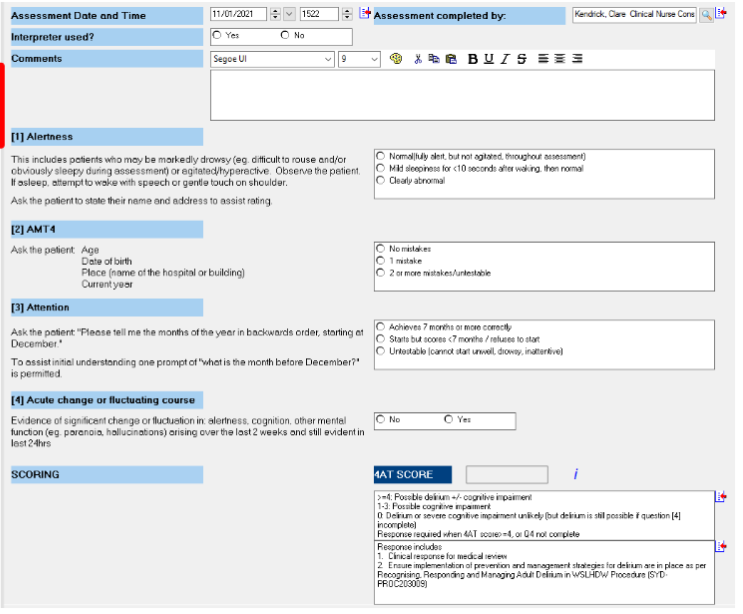 Assessment Date and Time 11/01/2021 1522 Assessment completed by: Kendrick, Clare Clinical Nurse Cons
Interpreter used? Yes No
Comments Segoe UI 9 B U I S
[1] Alertness
This includes patients who may be markedly drowsy (eg. difficult to rouse and/or
obviously sleepy during assessment) or agitated/hyperactive. Observe the patient.
If asleep, attempt to wake with speech or gentle touch on shoulder.
Ask the patient to state their name and address to assist rating.
Normal(fully alert, but not agitated, throughout assessment)
Mild sleepiness for <10 seconds after waking, then normal
Clearly abnormal
[2] AMT4
Ask the patient: Age
Date of birth
Place (name of the hospital or building)
Current year
No mistakes
1 mistake
2 or more mistakes/untestable
[3] Attention
Ask the patient: "Please tell me the months of the year in backwards order, starting at
December."
To assist initial understanding one prompt of "what is the month before December?"
is permitted.
Achieves 7 months or more correctly
Starts but scores <7 months / refuses to start
Untestable (cannot start unwell, drowsy, inattentive)
[4] Acute change or fluctuating course
Evidence of significant change or fluctuation in: alertness, cognition, other mental
function (eg. paranoia, hallucinations) arising over the last 2 weeks and still evident in
last 24hrs
No Yes
SCORING 4AT SCORE i
>=4: Possible delirium +/- cognitive impairment
1-3: Possible cognitive impairment
0: Delirium or severe cognitive impairment unlikely (but delirium is still possible if question [4]
incomplete)
Response required when 4AT score>=4, or Q4 not complete
Response includes
1. Clinical response for medical review
2. Ensure implementation of prevention and management strategies for delirium are in place as per
Recognising, Responding and Managing Adult Delirium in WSLHDW Procedure (SYD-
PROC203009)